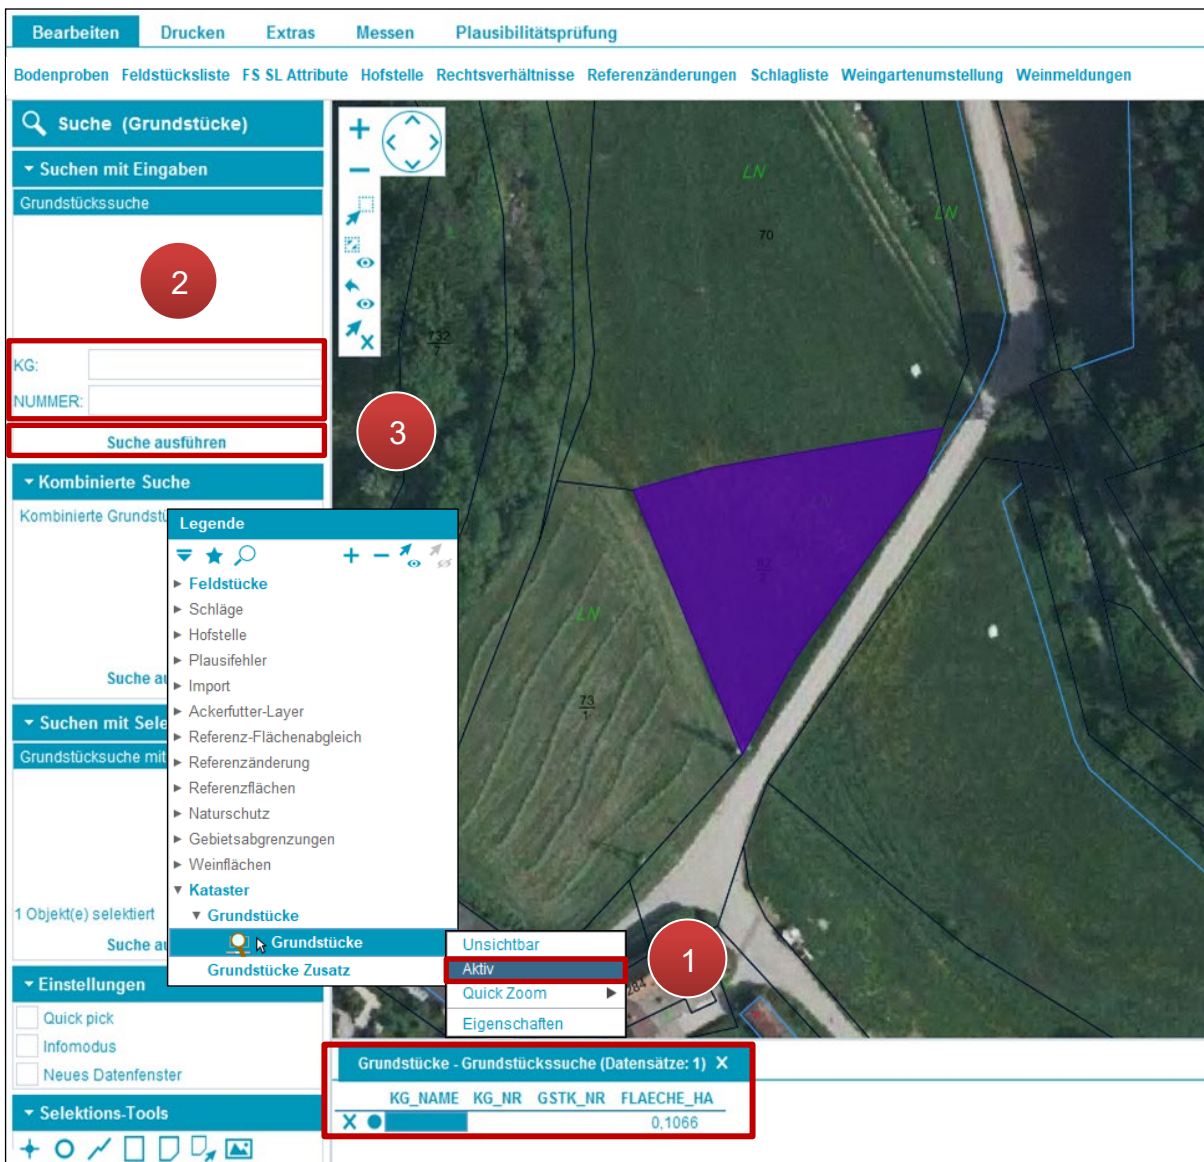 Bearbeiten Drucken Extras Messen Plausibilitätsprüfung
Bodenproben Feldstücksliste FS SL Attribute Hofstelle Rechtsverhältnisse Referenzänderungen Schlagliste Weingartenumstellung Weinmeldungen
Suche (Grundstücke)
Suchen mit Eingaben
Grundstückssuche
2
KG:
NUMMER:
Suche ausführen
3
Kombinierte Suche
Kombinierte
Legende
Feldstücke
Schläge
Hofstelle
Plausifehler
Import
Ackerfutter-Layer
Referenz-Flächenabgleich
Referenzänderung
Referenzflächen
Naturschutz
Gebietsabgrenzungen
Weinflächen
Kataster
Grundstücke
Grundstücke
Grundstücke Zusatz
Suche
Suchen mit
Grundstücksuche mit
1 Objekt(e) selektiert
Suche
Unsichtbar
Aktiv
Quick Zoom
Eigenschaften
1
Einstellungen
Quick pick
Infomodus
Neues Datenfenster
Selektions-Tools
LN
LN
70
732
LN
73
1
LN
Grundstücke - Grundstückssuche (Datensätze: 1) X
KG_NAME KG_NR GSTK_NR FLAECHE_HA
0,1066